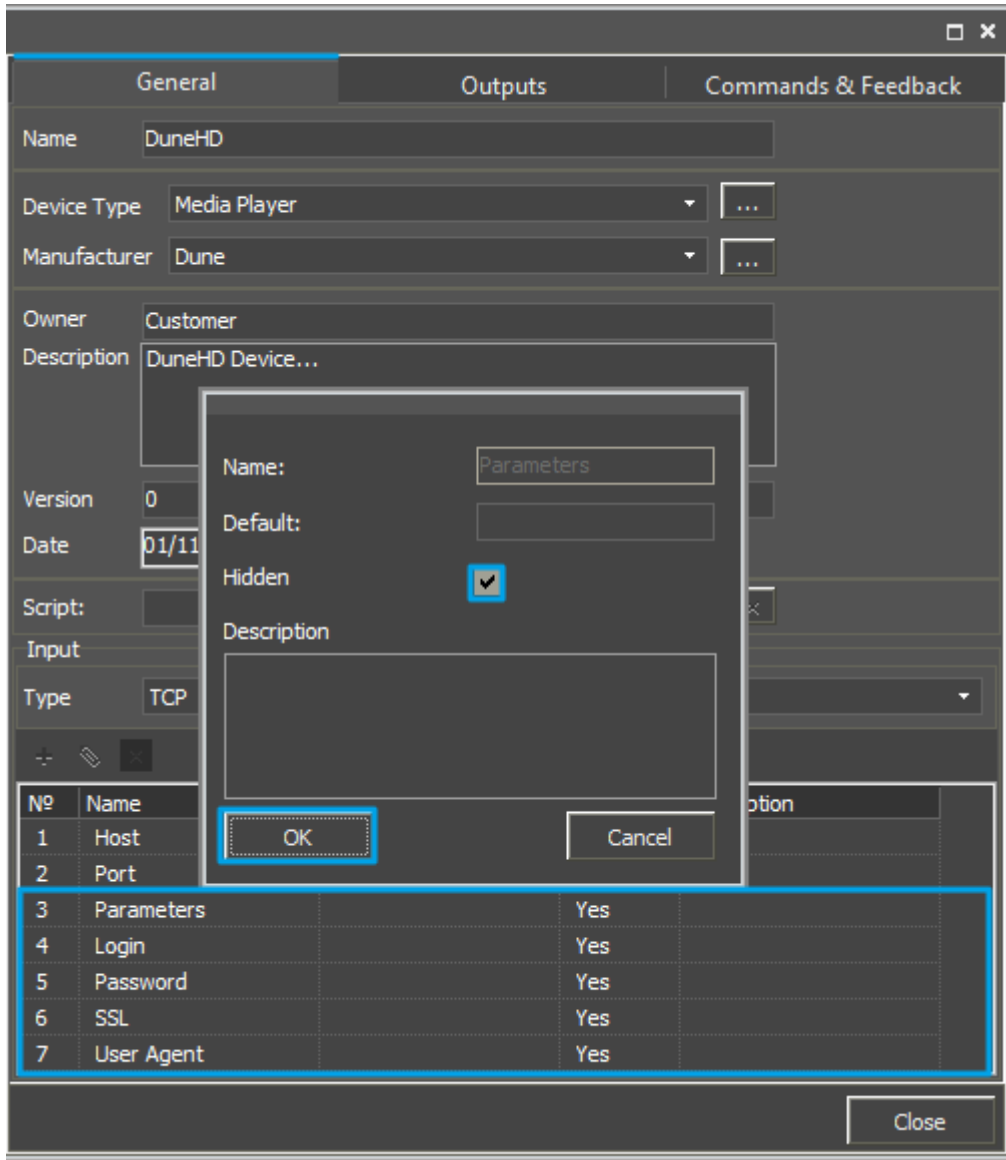 General Outputs Commands & Feedback
Name DuneHD
Device Type Media Player ...
Manufacturer Dune ...
Owner Customer
Description DuneHD Device...
Name: Parameters
Version 0
Default:
Date 01/11
Hidden
Script:
Description
Input
Type TCP
Nº Name
OK Cancel
1 Host
2 Port
3 Parameters Yes
4 Login Yes
5 Password Yes
6 SSL Yes
7 User Agent Yes
Close